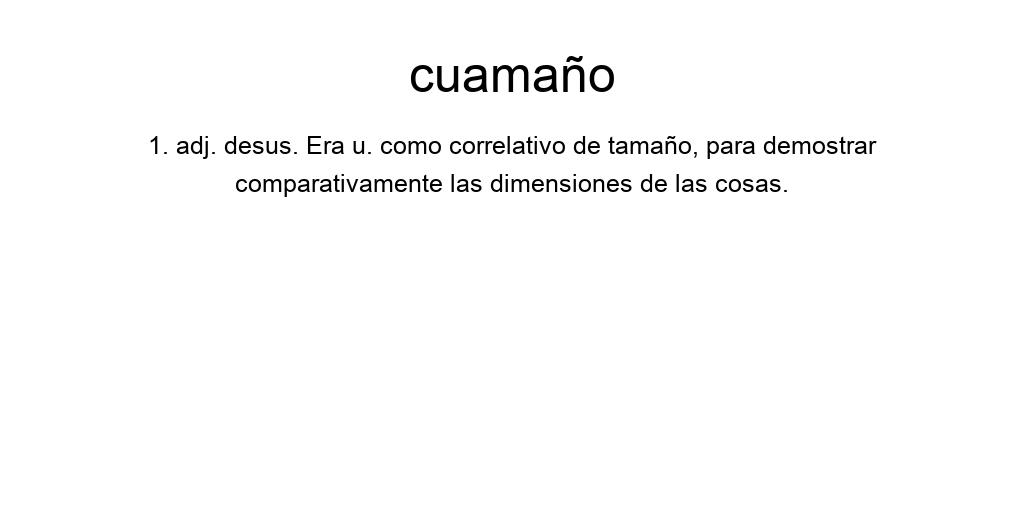 cuamaño
1. adj. desus. Era u. como correlativo de tamaño, para demostrar
comparativamente las dimensiones de las cosas.